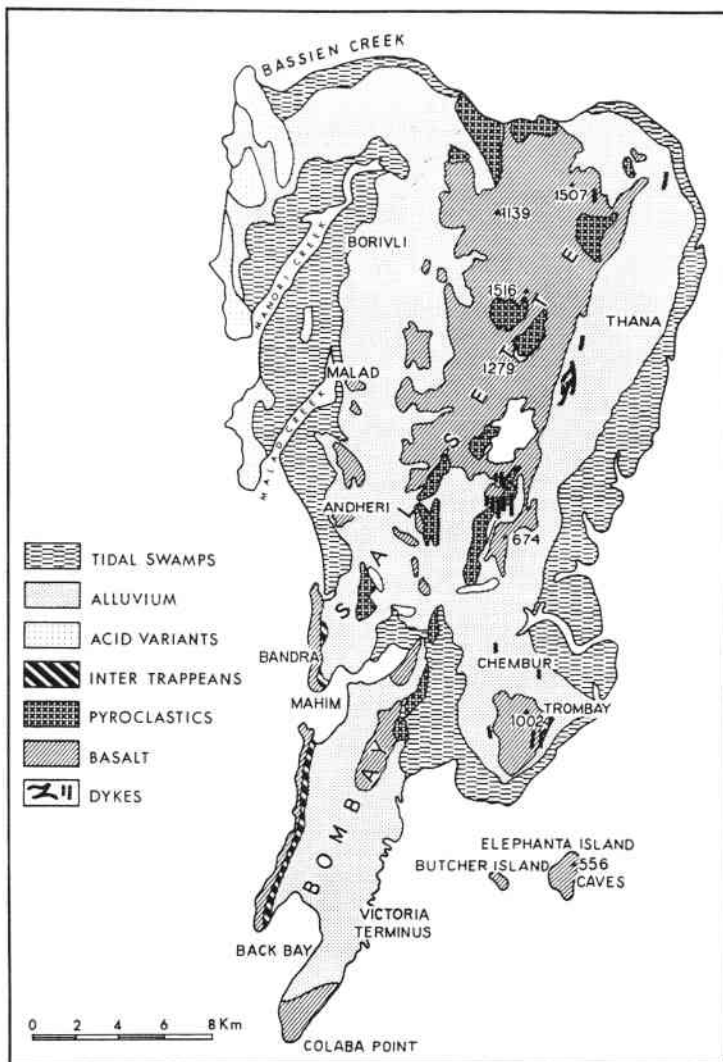 BASSIEN CREEK
1507
1139
BORIVLI
MANORI CREEK
1516
THANA
MALAD
1279
MALAD CREEK
SALSETTE
ANDHERI
674
TIDAL SWAMPS
ALLUVIUM
ACID VARIANTS
INTER TRAPPEANS
PYROCLASTICS
BASALT
DYKES
BANDRA
CHEMBUR
MAHIM
TROMBAY
1002
BOMBAY
ELEPHANTA ISLAND
BUTCHER ISLAND
556
CAVES
VICTORIA
TERMINUS
BACK BAY
0 2 4 6 8 Km
COLABA POINT